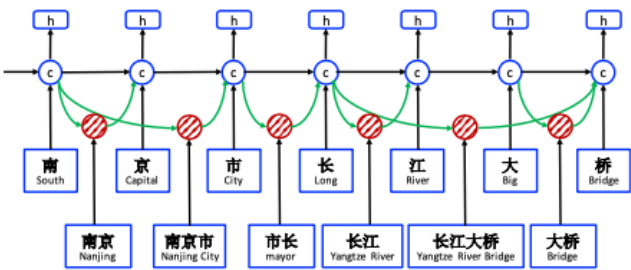 h h h h h h h
c c c c c c c
南 京 市 长 江 大 桥
South Capital City Long River Big Bridge
南京 南京市 市长 长江 长江大桥 大桥
Nanjing Nanjing City mayor Yangtze River Yangtze River Bridge Bridge